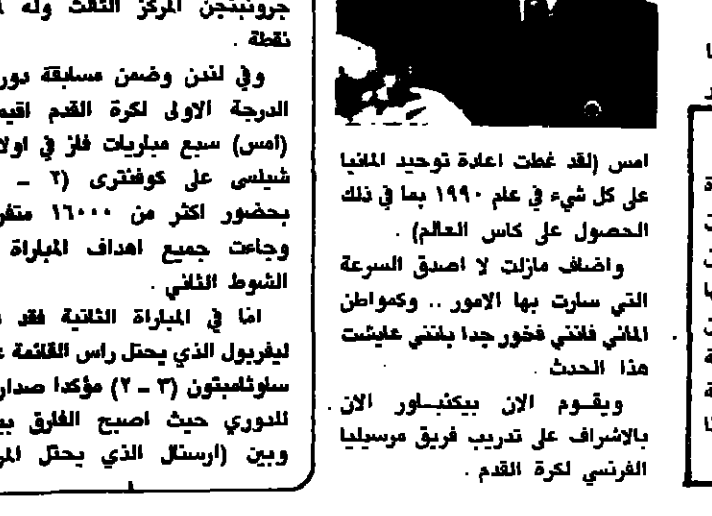 جرونينجن المركز الثالث وله
نقطة .
وفي لندن وضمن مسابقة دور
الدرجة الاولى لكرة القدم اقيم
(امس) سبع مباريات فاز في اولا
شيلسي على كوفنتري (٢ –
بحضور اكثر من ١٦٠٠٠ متفر
وجاءت جميع اهداف المباراة
الشوط الثاني .
اما في المباراة الثانية فقد
ليفربول الذي يحتل راس القائمة
ساوثامبتون (٣ – ٢) مؤكدا صدار
للدوري حيث اصبح الفارق بي
وبين (ارسنال الذي يحتل المر
امس (لقد غطت اعادة توحيد المانيا
على كل شيء في عام ١٩٩٠ بما في ذلك
الحصول على كاس العالم) .
واضاف مازلت لا اصدق السرعة
التي سارت بها الامور .. وكمواطن
الماني فانني فخور جدا بانني عايشت
هذا الحدث .
ويقـوم الان بيكنبـاور الان
بالاشراف على تدريب فريق مرسيليا
الفرنسي لكرة القدم .